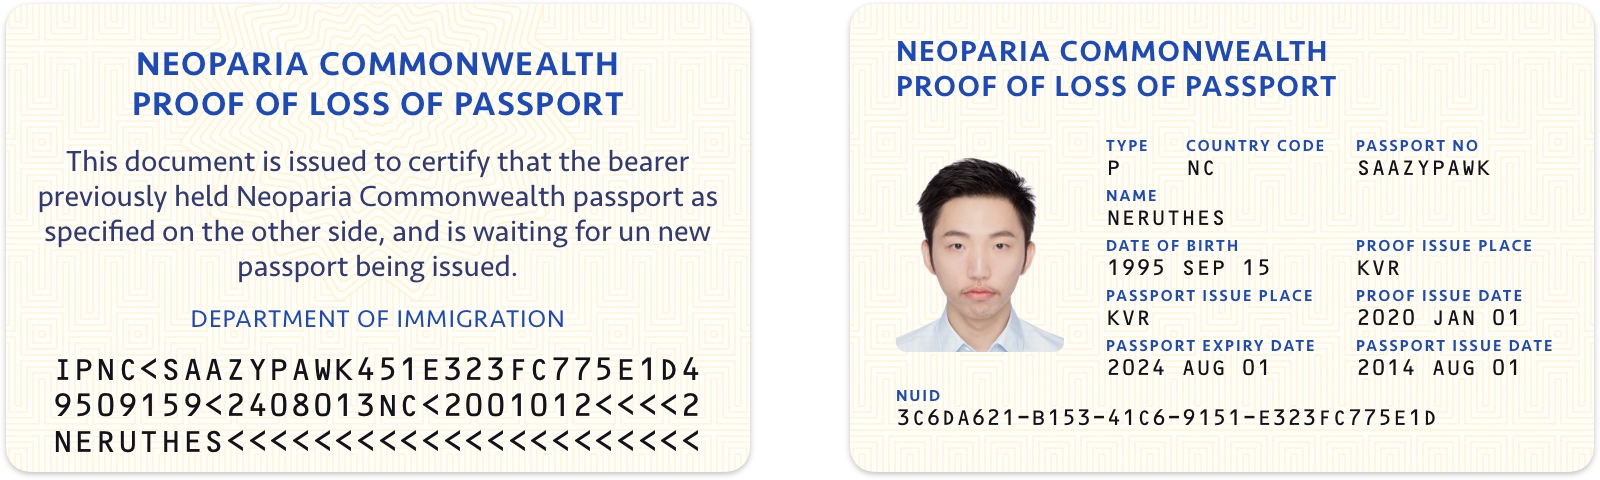 NEOPARIA COMMONWEALTH
PROOF OF LOSS OF PASSPORT
This document is issued to certify that the bearer
previously held Neoparia Commonwealth passport as
specified on the other side, and is waiting for un new
passport being issued.
DEPARTMENT OF IMMIGRATION
IPNC<SAAZYPAWK451E323FC775E1D4
9509159<2408013NC<2001012<<<<2
NERUTHES<<<<<<<<<<<<<<<<<<<<<<
NEOPARIA COMMONWEALTH
PROOF OF LOSS OF PASSPORT
TYPE COUNTRY CODE PASSPORT NO
P NC SAAZYPAWK
NAME
NERUTHES
DATE OF BIRTH PROOF ISSUE PLACE
1995 SEP 15 KVR
PASSPORT ISSUE PLACE PROOF ISSUE DATE
KVR 2020 JAN 01
PASSPORT EXPIRY DATE PASSPORT ISSUE DATE
2024 AUG 01 2014 AUG 01
NUID
3C6DA621-B153-41C6-9151-E323FC775E1D